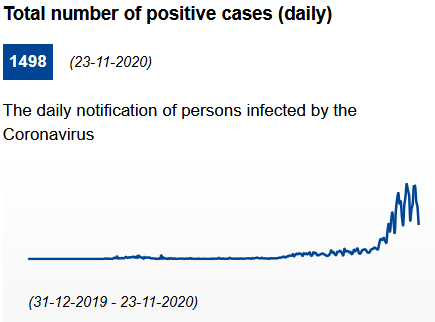 Total number of positive cases (daily)
1498 (23-11-2020)
The daily notification of persons infected by the
Coronavirus
(31-12-2019 - 23-11-2020)